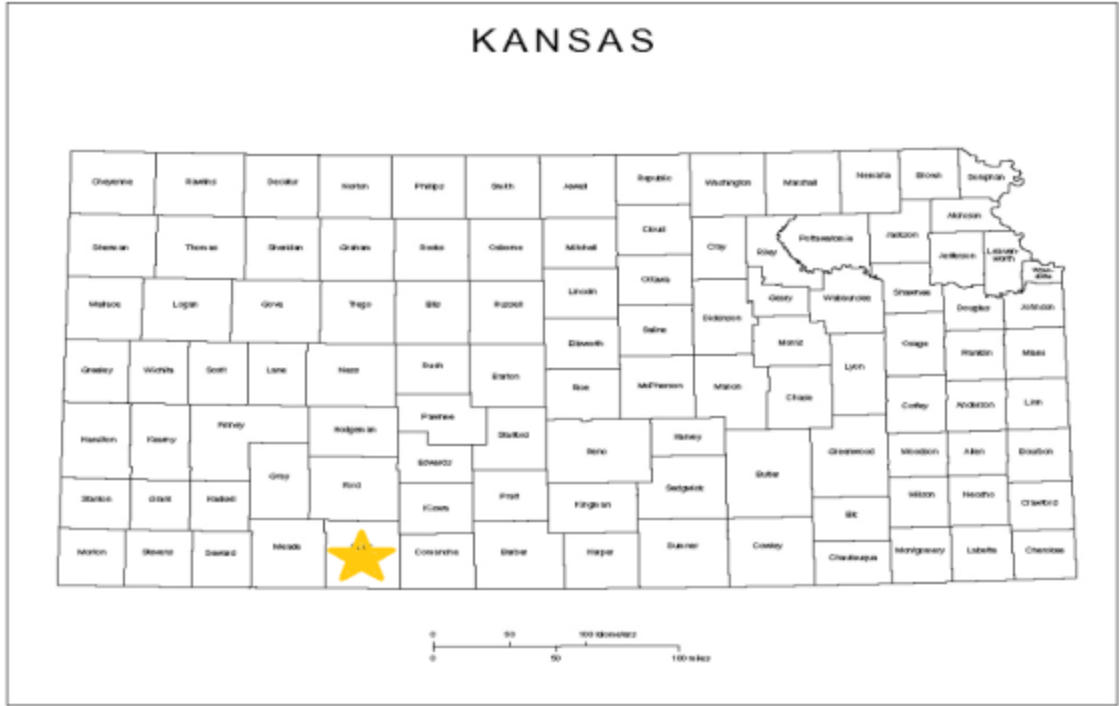 KANSAS
Cheyenne Rawlins Decatur Norton Phillips Smith Jewell Republic Washington Marshall Nemaha Brown Doniphan
Sherman Thomas Sheridan Graham Rooks Osborne Mitchell Cloud Clay Riley Pottawatomie Jackson Atchison
Jefferson Leaven-
worth
Wallace Logan Gove Trego Ellis Russell Lincoln Ottawa Saline Dickinson Geary Wabaunsee Shawnee Douglas Johnson
Greeley Wichita Scott Lane Ness Rush Barton Ellsworth Rice McPherson Marion Morris Chase Lyon Osage Franklin Miami
Hamilton Kearny Finney Hodgeman Pawnee Stafford Reno Harvey Coffey Anderson Linn
Stanton Grant Haskell Gray Ford Edwards Kiowa Pratt Kingman Sedgwick Butler Greenwood Woodson Allen Bourbon
Elk Wilson Neosho Crawford
Morton Stevens Seward Meade Comanche Barber Harper Sumner Cowley Chautauqua Montgomery Labette Cherokee
0 50 100 kilometers
0 50 100 miles